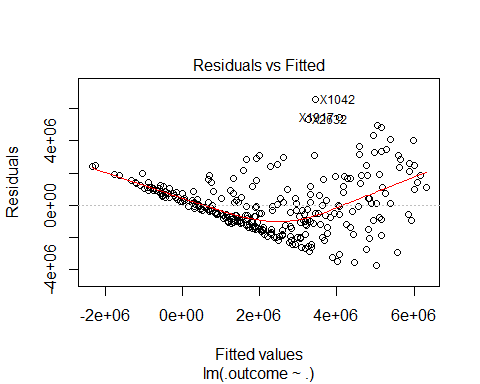 Residuals vs Fitted
Residuals
4e+06
0e+00
-4e+06
X1042
X2632
-2e+06 0e+00 2e+06 4e+06 6e+06
Fitted values
lm(.outcome ~ .)